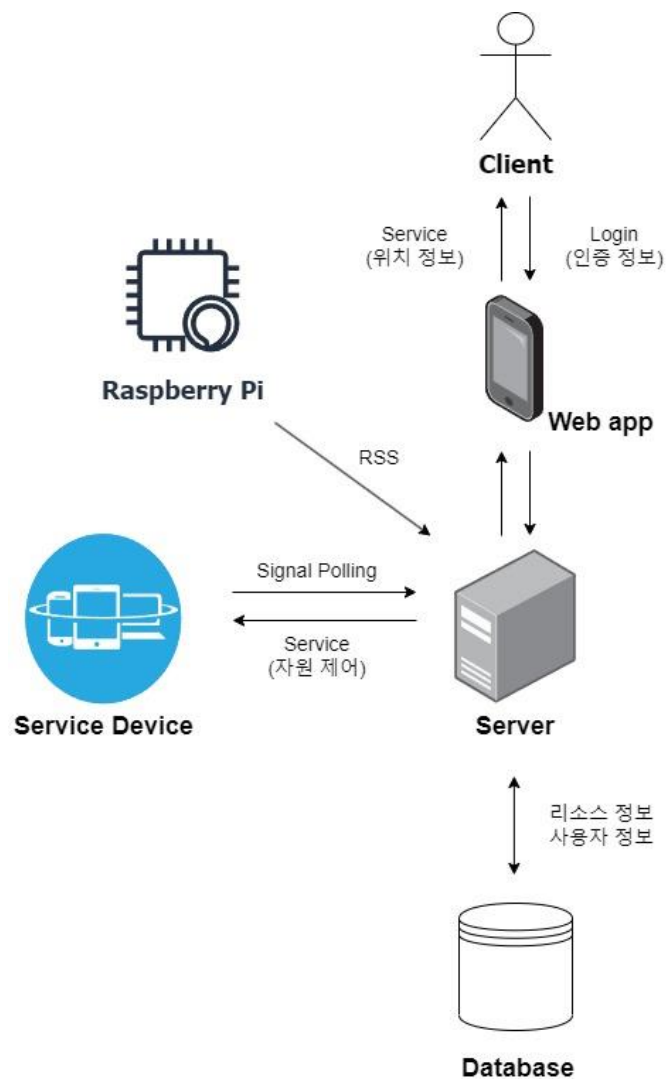 Client
Service
(위치 정보)
Login
(인증 정보)
Raspberry Pi
Web app
RSS
Signal Polling
Service
(자원 제어)
Service Device
Server
리소스 정보
사용자 정보
Database